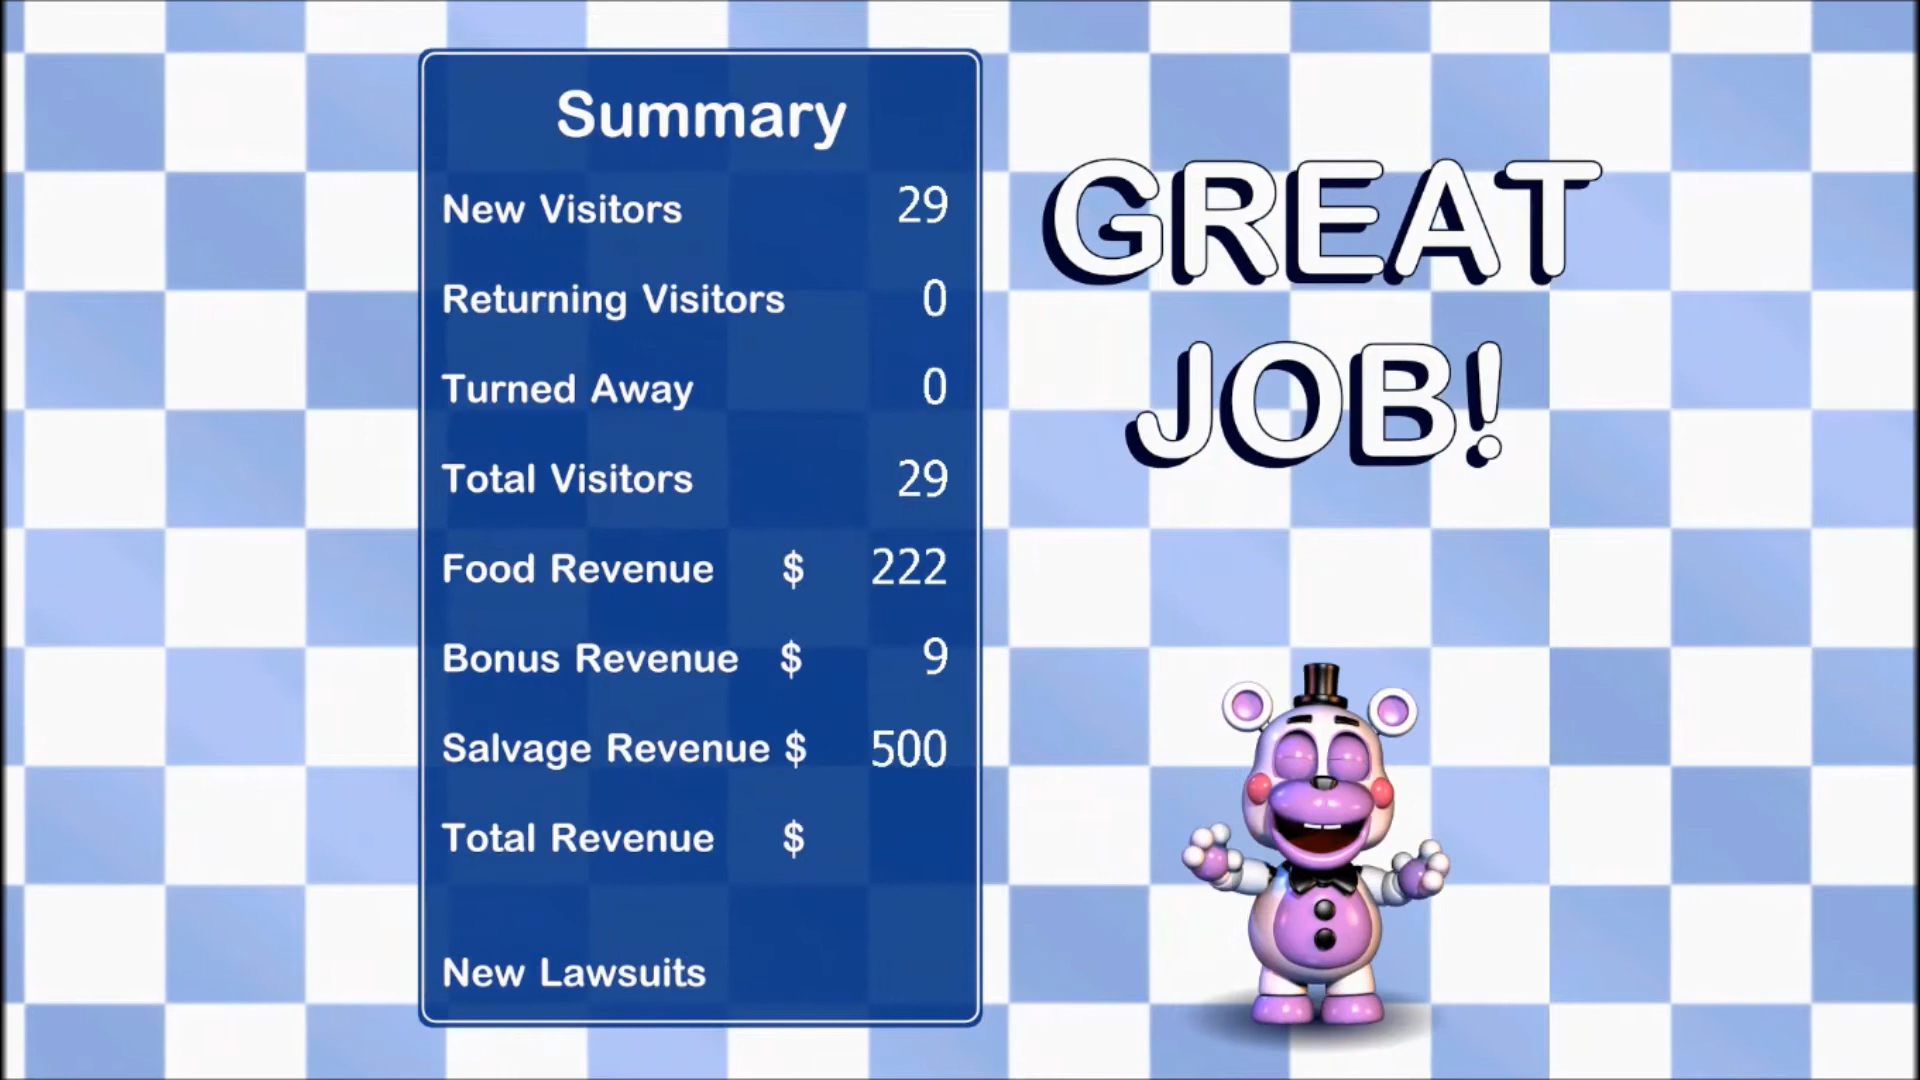 Summary
New Visitors 29
Returning Visitors 0
Turned Away 0
Total Visitors 29
Food Revenue $ 222
Bonus Revenue $ 9
Salvage Revenue $ 500
Total Revenue $
New Lawsuits
GREAT
JOB!